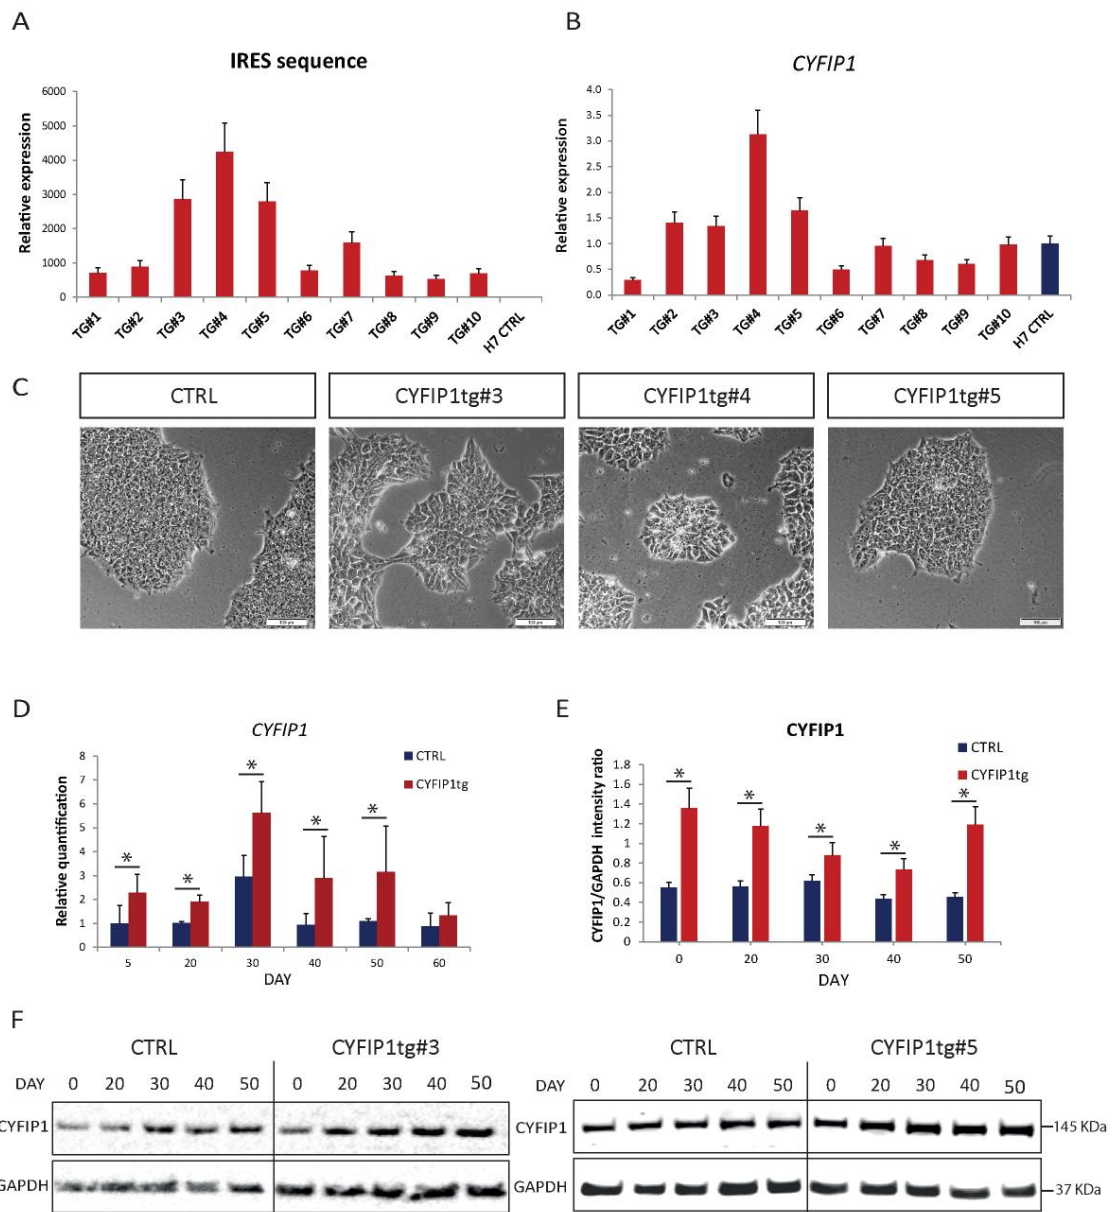 A
IRES sequence
Relative expression
6000
5000
4000
3000
2000
1000
0
TG#1 TG#2 TG#3 TG#4 TG#5 TG#6 TG#7 TG#8 TG#9 TG#10 H7 CTRL
B
CYFIP1
Relative expression
4.0
3.5
3.0
2.5
2.0
1.5
1.0
0.5
0.0
TG#1 TG#2 TG#3 TG#4 TG#5 TG#6 TG#7 TG#8 TG#9 TG#10 H7 CTRL
C
CTRL CYFIP1tg#3 CYFIP1tg#4 CYFIP1tg#5
100 µm 100 µm 100 µm 100 µm
D
CYFIP1
CTRL
CYFIP1tg
Relative quantification
8
7
6
5
4
3
2
1
0
* * * * *
5 20 30 40 50 60
DAY
E
CYFIP1
CTRL
CYFIP1tg
CYFIP1/GAPDH intensity ratio
1.8
1.6
1.4
1.2
1
0.8
0.6
0.4
0.2
0
* * * * *
0 20 30 40 50
DAY
F
CTRL CYFIP1tg#3
DAY 0 20 30 40 50 0 20 30 40 50
CYFIP1
GAPDH
CTRL CYFIP1tg#5
DAY 0 20 30 40 50 0 20 30 40 50
CYFIP1 145 KDa
GAPDH 37 KDa